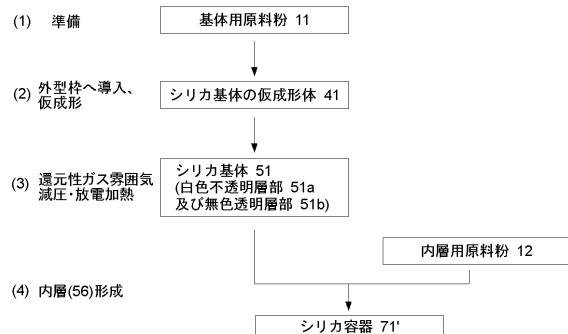 (1) 準備
基体用原料粉 11
(2) 外型枠へ導入、
仮成形
シリカ基体の仮成形体 41
(3) 還元性ガス雰囲気
減圧・放電加熱
シリカ基体 51
(白色不透明層部 51a
及び無色透明層部 51b)
内層用原料粉 12
(4) 内層(56)形成
シリカ容器 71'